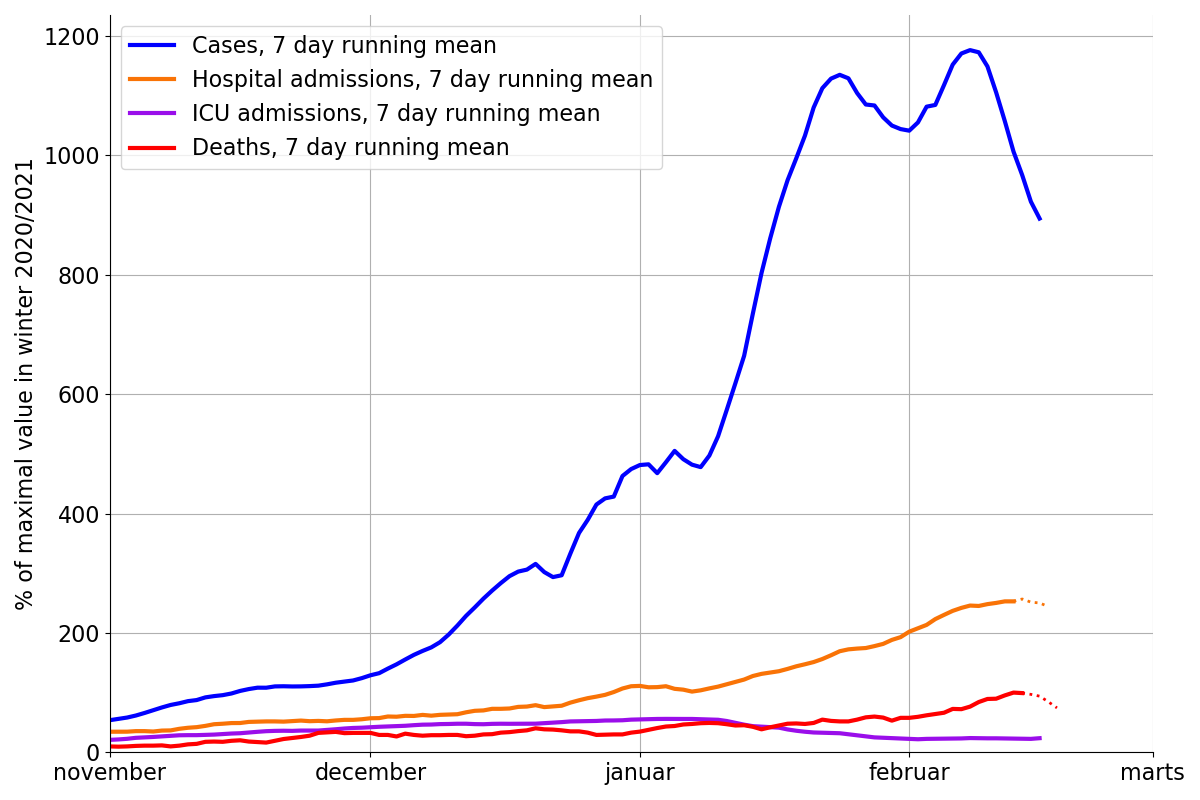 Cases, 7 day running mean
Hospital admissions, 7 day running mean
ICU admissions, 7 day running mean
Deaths, 7 day running mean
% of maximal value in winter 2020/2021
1200
1000
800
600
400
200
0
november december januar februar marts